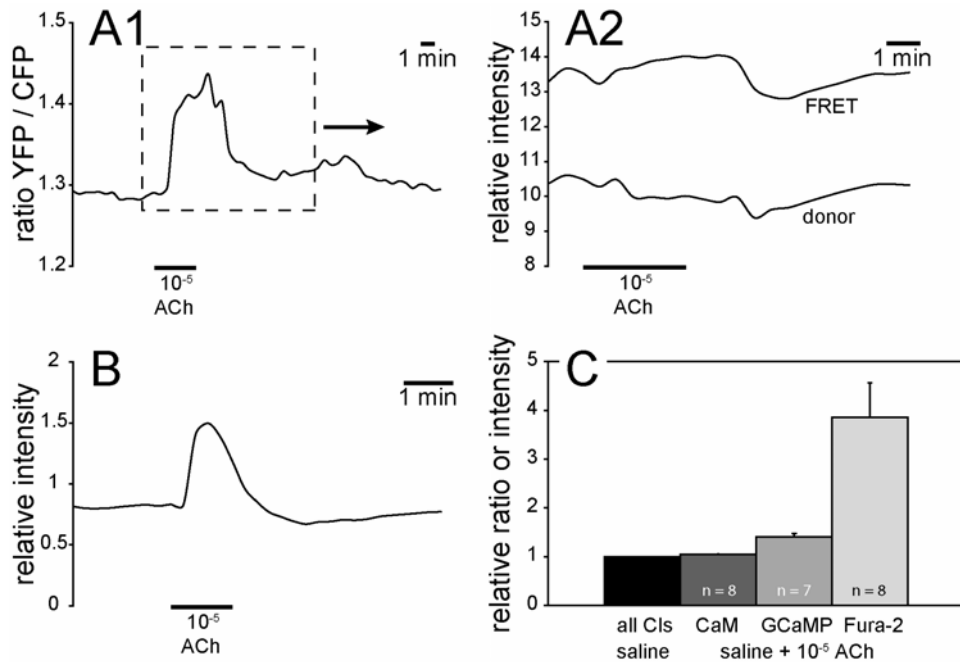 A1
1.5
1.4
1.3
1.2
ratio YFP / CFP
1 min
10⁻⁵
ACh
A2
15
14
13
12
11
10
9
8
relative intensity
1 min
FRET
donor
10⁻⁵
ACh
B
2
1.5
1
0.5
0
relative intensity
1 min
10⁻⁵
ACh
C
5
4
3
2
1
0
relative ratio or intensity
n = 8
n = 7
n = 8
all CIs CaM GCaMP Fura-2
saline saline + 10⁻⁵ ACh